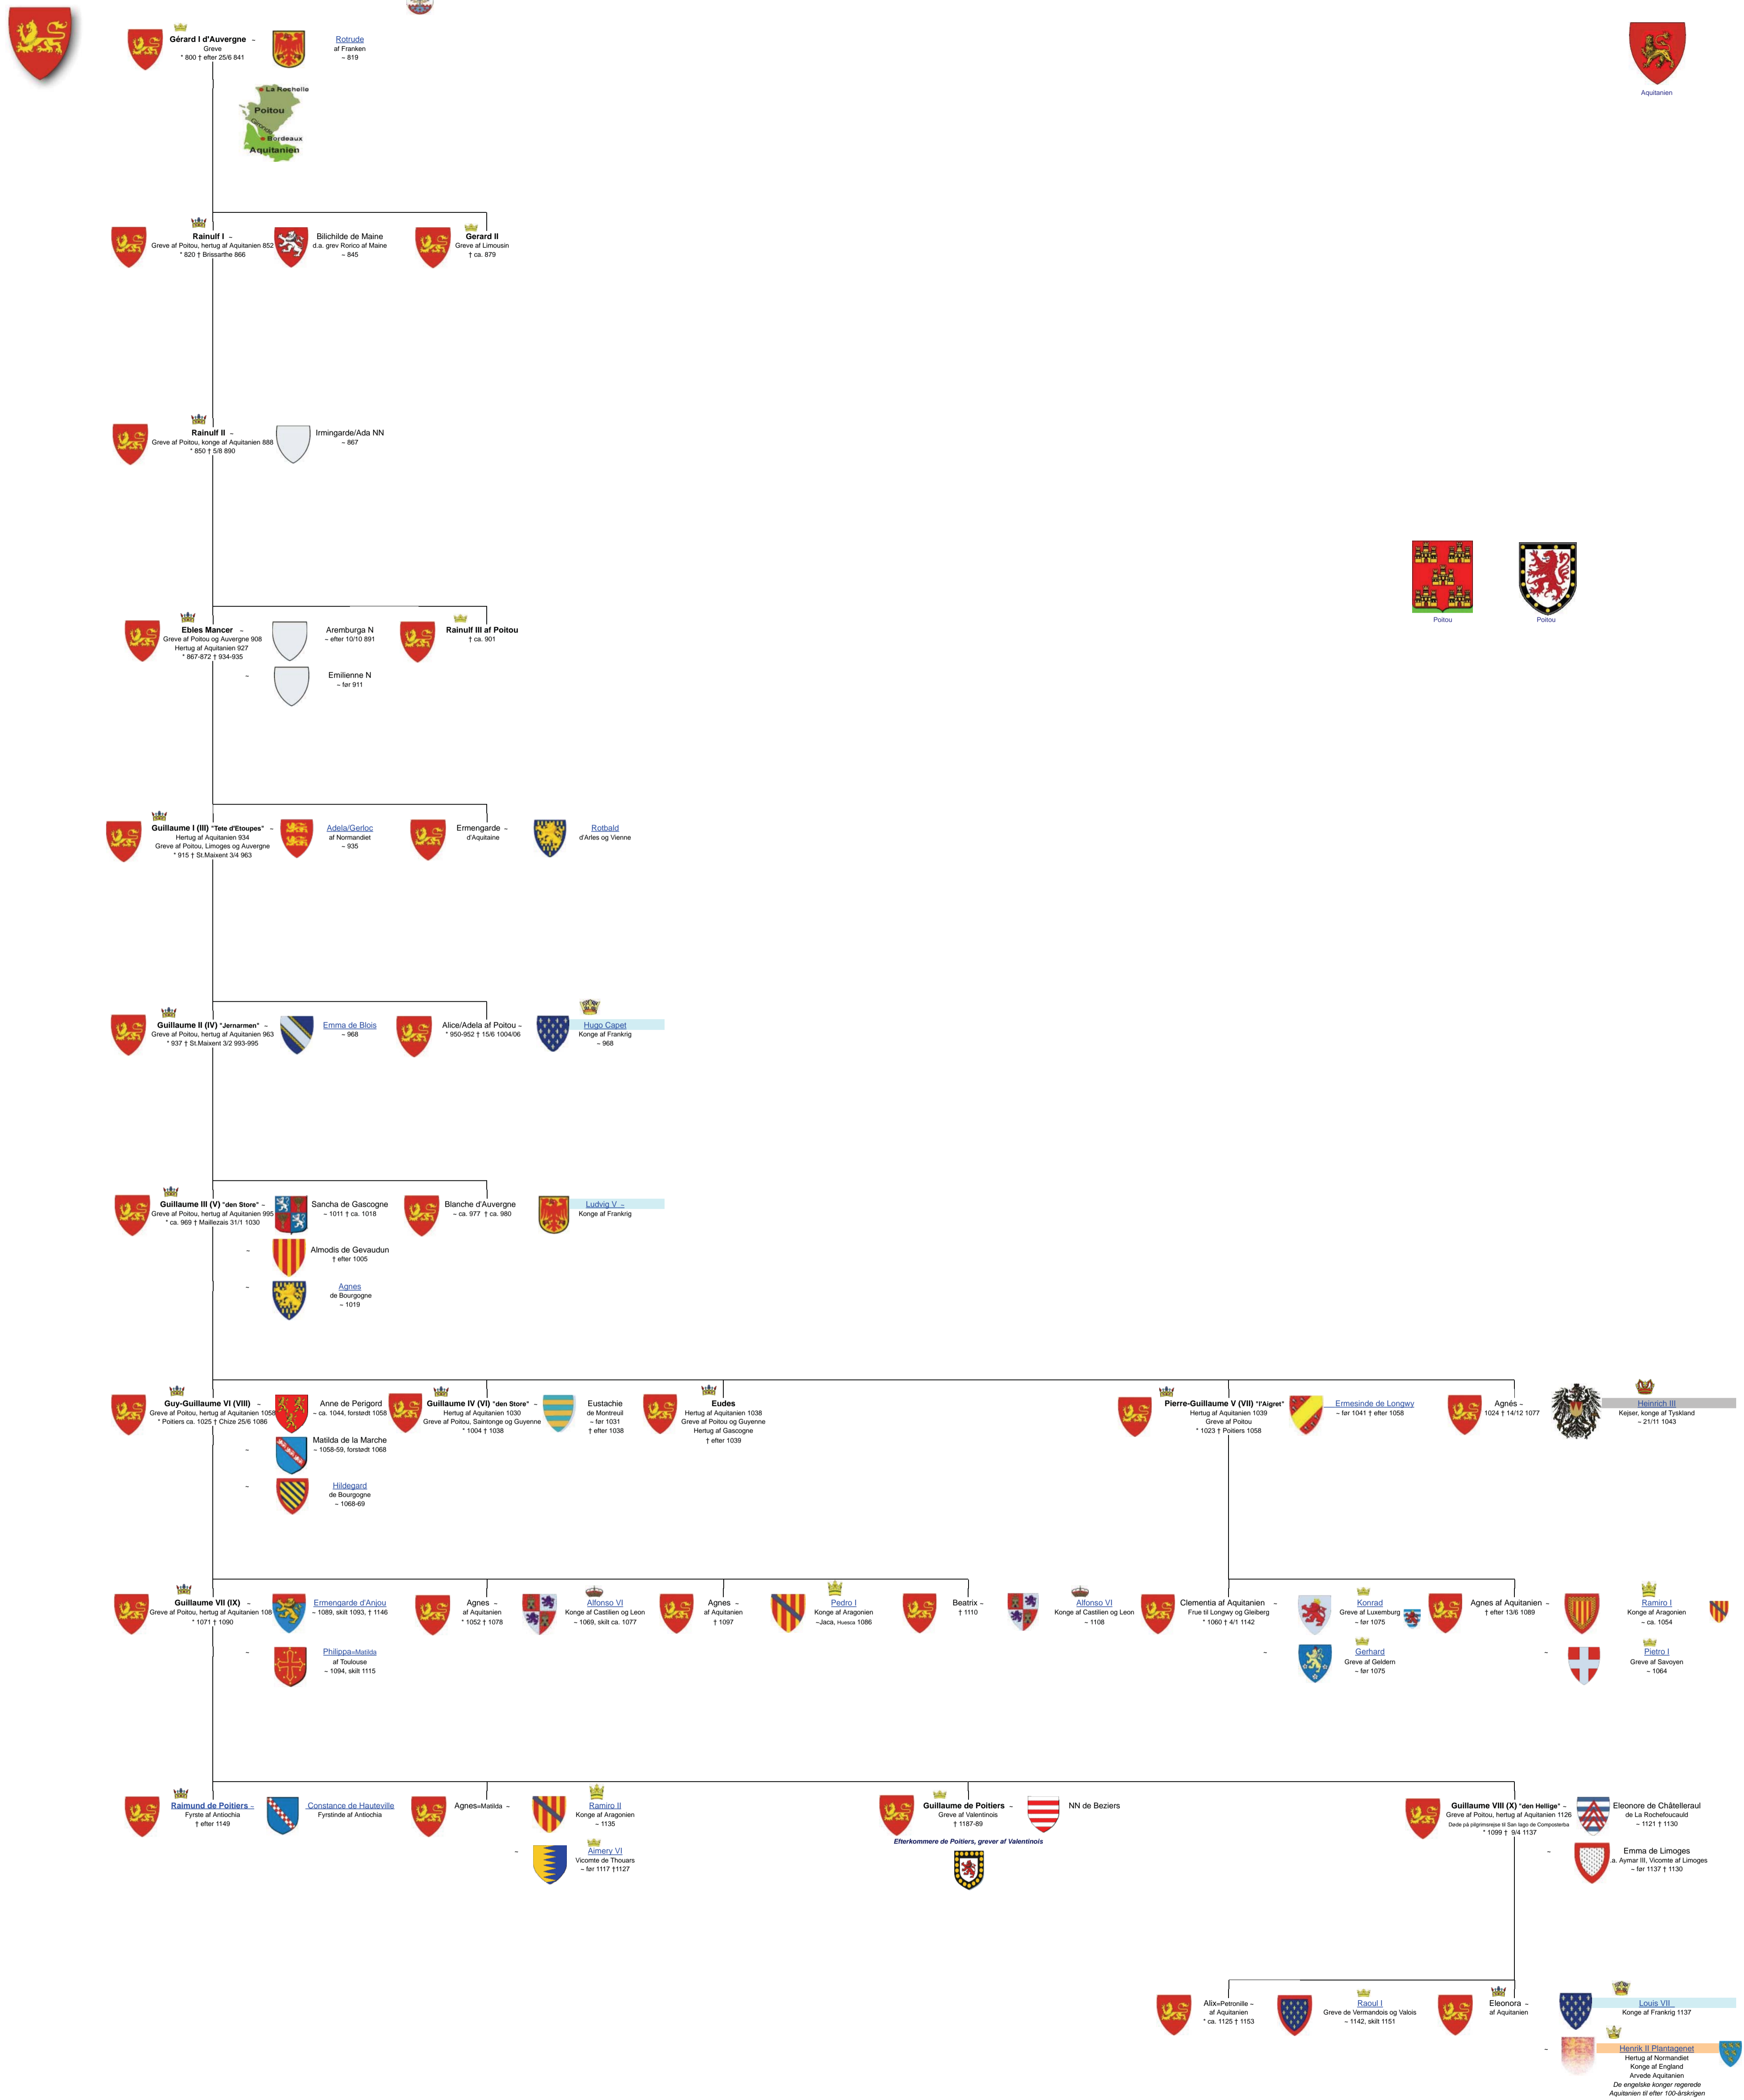 Gérard I d'Auvergne ~
Greve
* 800 † efter 25/6 841
Rotrude
af Franken
~ 819
Aquitanien
La Rochelle
Poitou
Gironde
Bordeaux
Aquitanien
Rainulf I ~
Greve af Poitou, hertug af Aquitanien 852
* 820 † Brissarthe 866
Bilichilde de Maine
d.a. grev Rorico af Maine
~ 845
Gerard II
Greve af Limousin
† ca. 879
Rainulf II ~
Greve af Poitou, konge af Aquitanien 888
* 850 † 5/8 890
Irmingarde/Ada NN
~ 867
Poitou
Poitou
Ebles Mancer ~
Greve af Poitou og Auvergne 908
Hertug af Aquitanien 927
* 867-872 † 934-935
Aremburga N
~ efter 10/10 891
~
Emilienne N
~ før 911
Rainulf III af Poitou
† ca. 901
Guillaume I (III) "Tete d'Etoupes" ~
Hertug af Aquitanien 934
Greve af Poitou, Limoges og Auvergne
* 915 † St.Maixent 3/4 963
Adela/Gerloc
af Normandiet
~ 935
Ermengarde ~
d'Aquitaine
Rotbald
d'Arles og Vienne
Guillaume II (IV) "Jernarmen" ~
Greve af Poitou, hertug af Aquitanien 963
* 937 † St.Maixent 3/2 993-995
Emma de Blois
~ 968
Alice/Adela af Poitou ~
* 950-952 † 15/6 1004/06
Hugo Capet
Konge af Frankrig
~ 968
Guillaume III (V) "den Store" ~
Greve af Poitou, hertug af Aquitanien 995
* ca. 969 † Maillezais 31/1 1030
Sancha de Gascogne
~ 1011 † ca. 1018
~
Almodis de Gevaudun
† efter 1005
~
Agnes
de Bourgogne
~ 1019
Blanche d'Auvergne
~ ca. 977 † ca. 980
Ludvig V ~
Konge af Frankrig
Guy-Guillaume VI (VIII) ~
Greve af Poitou, hertug af Aquitanien 1058
* Poitiers ca. 1025 † Chize 25/6 1086
Anne de Perigord
~ ca. 1044, forstødt 1058
~
Matilda de la Marche
~ 1058-59, forstødt 1068
~
Hildegard
de Bourgogne
~ 1068-69
Guillaume IV (VI) "den Store" ~
Hertug af Aquitanien 1030
Greve af Poitou, Saintonge og Guyenne
* 1004 † 1038
Eustachie
de Montreuil
~ før 1031
† efter 1038
Eudes
Hertug af Aquitanien 1038
Greve af Poitou og Guyenne
Hertug af Gascogne
† efter 1039
Pierre-Guillaume V (VII) "l'Aigret"
Hertug af Aquitanien 1039
Greve af Poitou
* 1023 † Poitiers 1058
Ermesinde de Longwy
~ før 1041 † efter 1058
Agnés ~
1024 † 14/12 1077
Heinrich III
Kejser, konge af Tyskland
~ 21/11 1043
Guillaume VII (IX) ~
Greve af Poitou, hertug af Aquitanien 108
* 1071 † 1090
Ermengarde d'Anjou
~ 1089, skilt 1093, † 1146
~
Philippa=Matilda
af Toulouse
~ 1094, skilt 1115
Agnes ~
af Aquitanien
* 1052 † 1078
Alfonso VI
Konge af Castilien og Leon
~ 1069, skilt ca. 1077
Agnes ~
af Aquitanien
† 1097
Pedro I
Konge af Aragonien
~Jaca, Huesca 1086
Beatrix ~
† 1110
Alfonso VI
Konge af Castilien og Leon
~ 1108
Clementia af Aquitanien ~
Frue til Longwy og Gleiberg
* 1060 † 4/1 1142
Konrad
Greve af Luxemburg
~ før 1075
~
Gerhard
Greve af Geldern
~ før 1075
Agnes af Aquitanien ~
† efter 13/6 1089
Ramiro I
Konge af Aragonien
~ ca. 1054
~
Pietro I
Greve af Savoyen
~ 1064
Raimund de Poitiers ~
Fyrste af Antiochia
† efter 1149
Constance de Hauteville
Fyrstinde af Antiochia
Agnes=Matilda ~
Ramiro II
Konge af Aragonien
~ 1135
~
Aimery VI
Vicomte de Thouars
~ før 1117 †1127
Guillaume de Poitiers ~
Greve af Valentinois
† 1187-89
NN de Beziers
Efterkommere de Poitiers, grever af Valentinois
Guillaume VIII (X) "den Hellige" ~
Greve af Poitou, hertug af Aquitanien 1126
Døde på pilgrimsrejse til San Iago de Composterba
* 1099 † 9/4 1137
Eleonore de Châtelleraul
de La Rochefoucauld
~ 1121 † 1130
~
Emma de Limoges
.a. Aymar III, Vicomte af Limoges
~ før 1137 † 1130
Alix=Petronille ~
af Aquitanien
* ca. 1125 † 1153
Raoul I
Greve de Vermandois og Valois
~ 1142, skilt 1151
Eleonora ~
af Aquitanien
Louis VII
Konge af Frankrig 1137
~
Henrik II Plantagenet
Hertug af Normandiet
Konge af England
Arvede Aquitanien
De engelske konger regerede
Aquitanien til efter 100-årskrigen